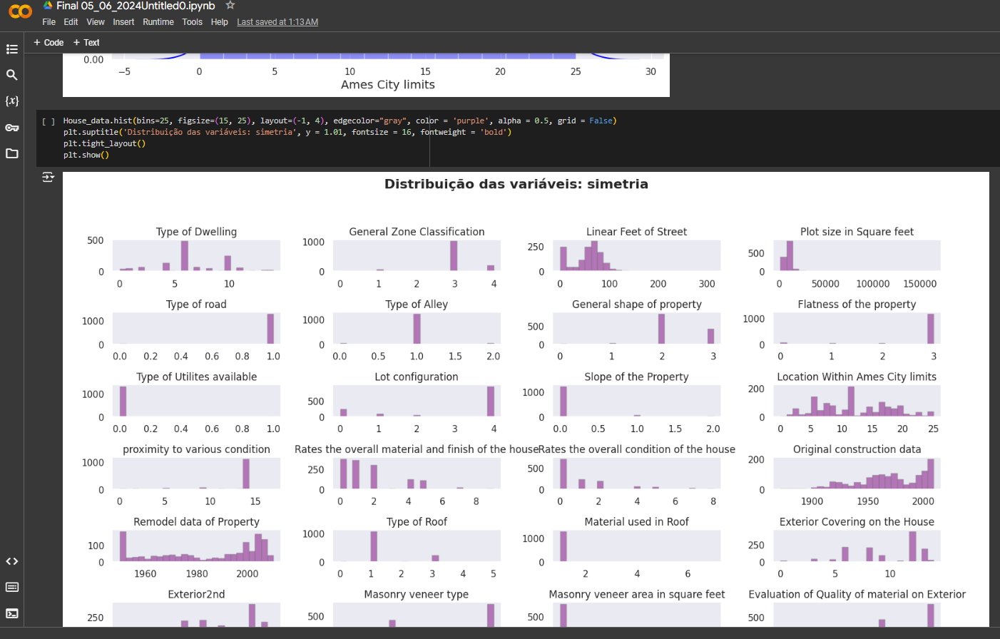 Final 05_06_2024Untitled0.ipynb
File Edit View Insert Runtime Tools Help Last saved at 1:13 AM
+ Code + Text
0.00
−5 0 5 10 15 20 25 30
Ames City limits
[ ] House_data.hist(bins=25, figsize=(15, 25), layout=(-1, 4), edgecolor="gray", color = 'purple', alpha = 0.5, grid = False)
plt.suptitle('Distribuição das variáveis: simetria', y = 1.01, fontsize = 16, fontweight = 'bold')
plt.tight_layout()
plt.show()
Distribuição das variáveis: simetria
Type of Dwelling General Zone Classification Linear Feet of Street Plot size in Square feet
500 1000 250 500
0 0 0 0
0 5 10 0 1 2 3 4 0 100 200 300 0 50000 100000 150000
Type of road Type of Alley General shape of property Flatness of the property
1000 1000 500 1000
0 0 0 0
0.0 0.2 0.4 0.6 0.8 1.0 0.0 0.5 1.0 1.5 2.0 0 1 2 3 0 1 2 3
Type of Utilites available Lot configuration Slope of the Property Location Within Ames City limits
1000 500 1000 200
0 0 0 0
0.0 0.2 0.4 0.6 0.8 1.0 0 1 2 3 4 0.0 0.5 1.0 1.5 2.0 0 5 10 15 20 25
proximity to various condition Rates the overall material and finish of the house Rates the overall condition of the house Original construction data
1000 250 500 200
0 0 0 0
0 5 10 15 0 2 4 6 8 0 2 4 6 8 1900 1950 2000
Remodel data of Property Type of Roof Material used in Roof Exterior Covering on the House
100 1000 1000 250
0 0 0 0
1960 1980 2000 0 1 2 3 4 5 2 4 6 0 5 10
Exterior2nd Masonry veneer type Masonry veneer area in square feet Evaluation of Quality of material on Exterior
250 500 500 500